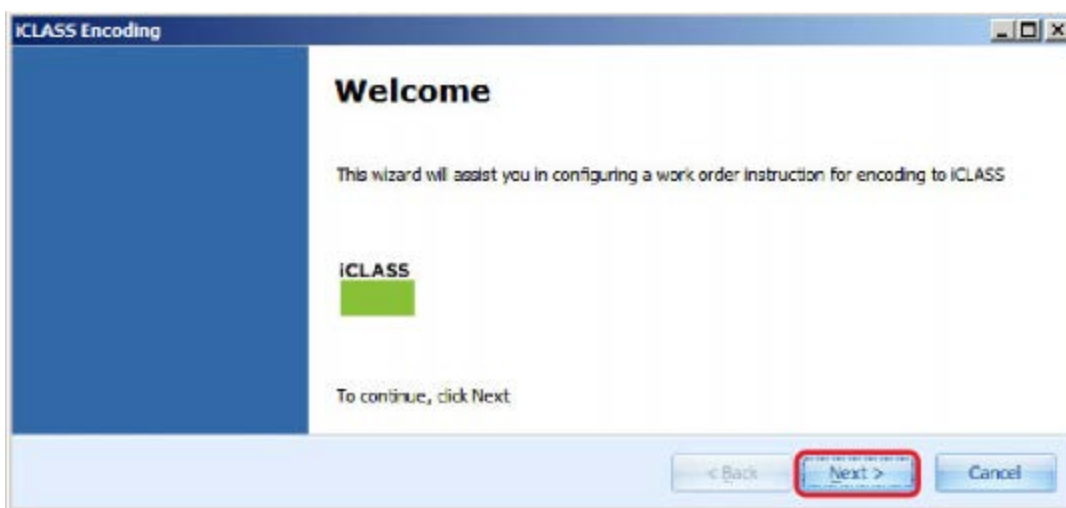 iCLASS Encoding
Welcome
This wizard will assist you in configuring a work order instruction for encoding to iCLASS
iCLASS
To continue, click Next
< Back Next > Cancel